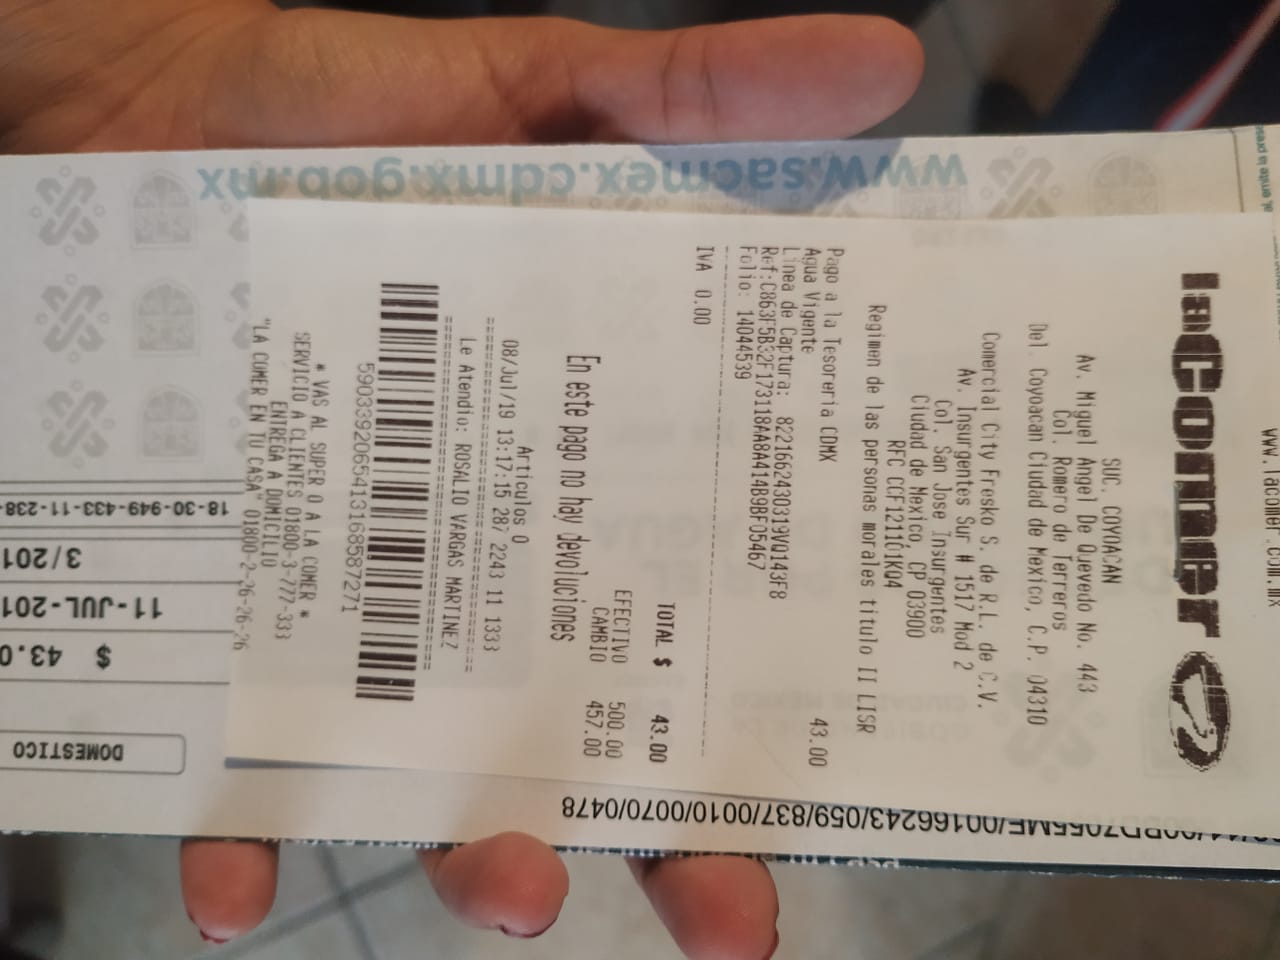 www.lacomer.com.mx
laComer
SUC. COYOACAN
Av. Miguel Angel De Quevedo No. 443
Col. Romero de Terreros
Del. Coyoacan Ciudad de Mexico, C.P. 04310
Comercial City Fresko S. de R.L. de C.V.
Av. Insurgentes Sur # 1517 Mod 2
Col. San Jose Insurgentes
Ciudad de Mexico, CP 03900
RFC CCF121101KQ4
Regimen de las personas morales titulo II LISR
Pago a la Tesoreria CDMX 43.00
Agua Vigente
Linea de Captura: 8221662430319VQ143F8
Ref:C863F5B32F173118AA8A414B9BF05467
Folio: 14044539
IVA 0.00
TOTAL $ 43.00
EFECTIVO 500.00
CAMBIO 457.00
En este pago no hay devoluciones
Articulos 0
08/Jul/19 13:17:15 287 2243 11 1333
Le Atendio: ROSALIO VARGAS MARTINEZ
59033920654131685872​71
* VAS AL SUPER O A LA COMER *
SERVICIO A CLIENTES 01800-3-777-333
ENTREGA A DOMICILIO
"LA COMER EN TU CASA" 01800-2-26-26-26
www.sacmex.cdmx.gob.mx
/00166243/059/837/0010/0070/0478
DOMESTICO
$ 43.0
11-JUL-201
3/201
18-30-949-433-11-238-